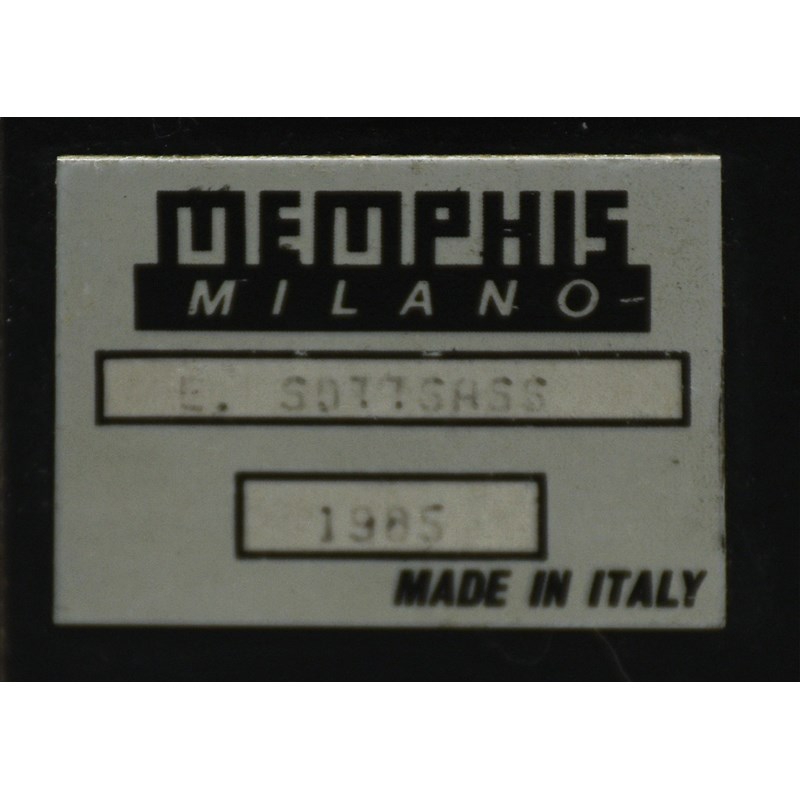 MEMPHIS
MILANO
E. SOTTSASS
1985
MADE IN ITALY